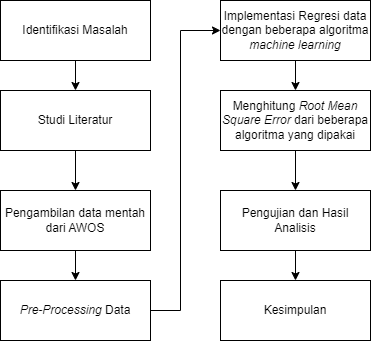 Identifikasi Masalah
Studi Literatur
Pengambilan data mentah
dari AWOS
Pre-Processing Data
Implementasi Regresi data
dengan beberapa algoritma
machine learning
Menghitung Root Mean
Square Error dari beberapa
algoritma yang dipakai
Pengujian dan Hasil
Analisis
Kesimpulan